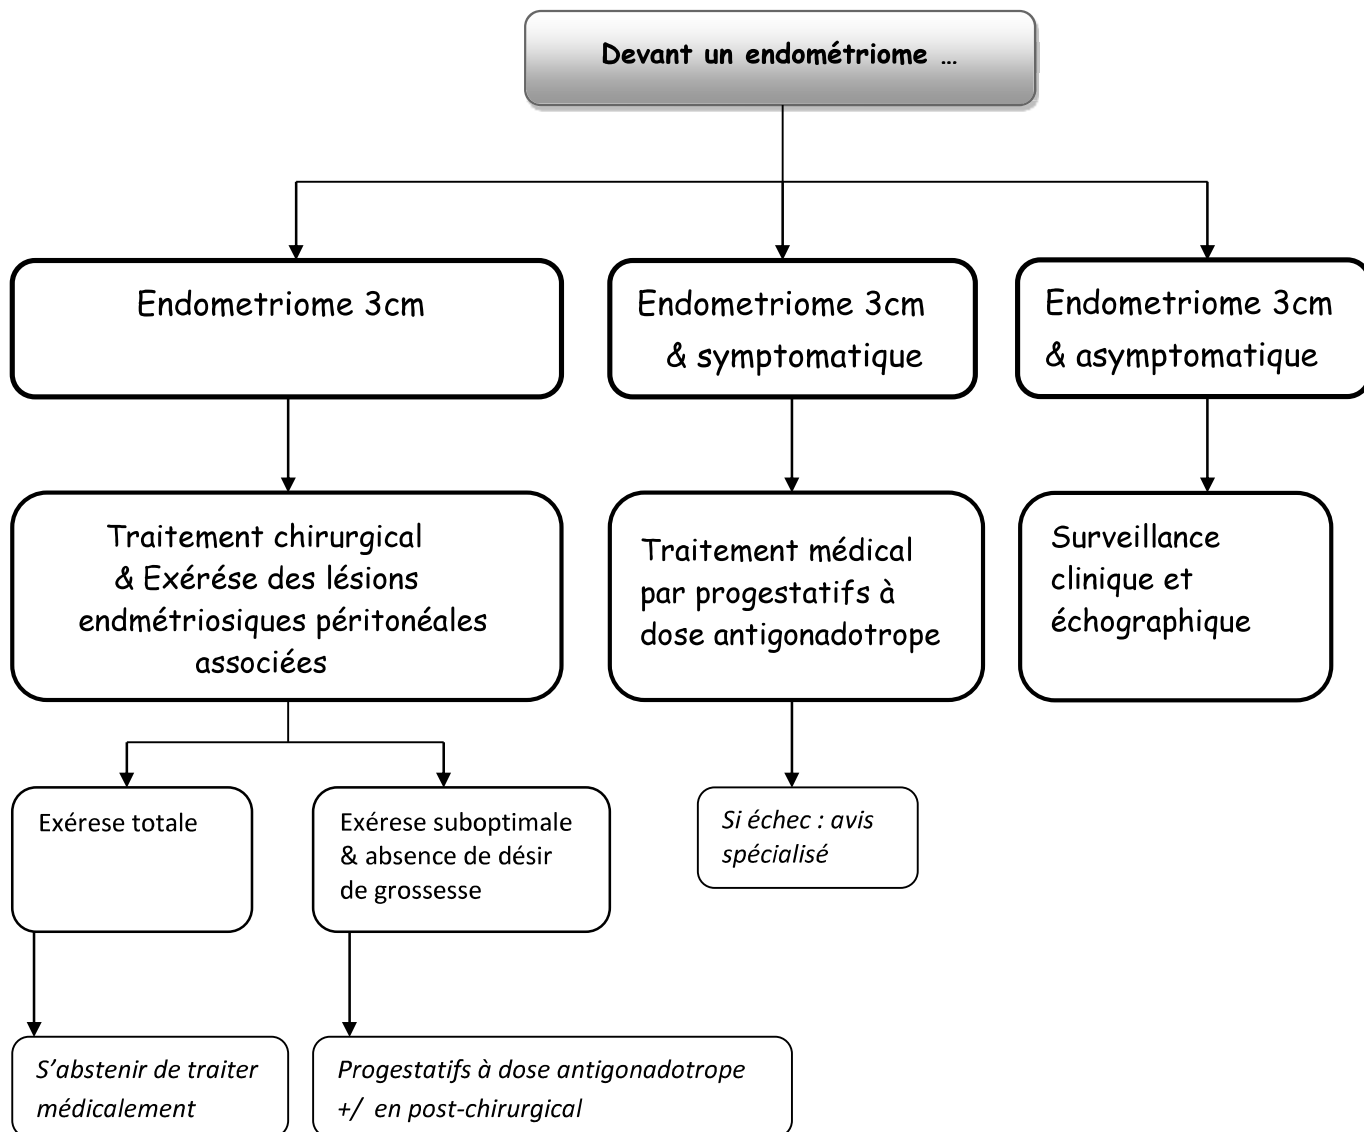 Devant un endométriome ...
Endometriome 3cm
Endometriome 3cm
& symptomatique
Endometriome 3cm
& asymptomatique
Traitement chirurgical
& Exérése des lésions
endmétriosiques péritonéales
associées
Traitement médical
par progestatifs à
dose antigonadotrope
Surveillance
clinique et
échographique
Exérese totale
Exérese suboptimale
& absence de désir
de grossesse
Si échec : avis
spécialisé
S’abstenir de traiter
médicalement
Progestatifs à dose antigonadotrope
+/ en post-chirurgical